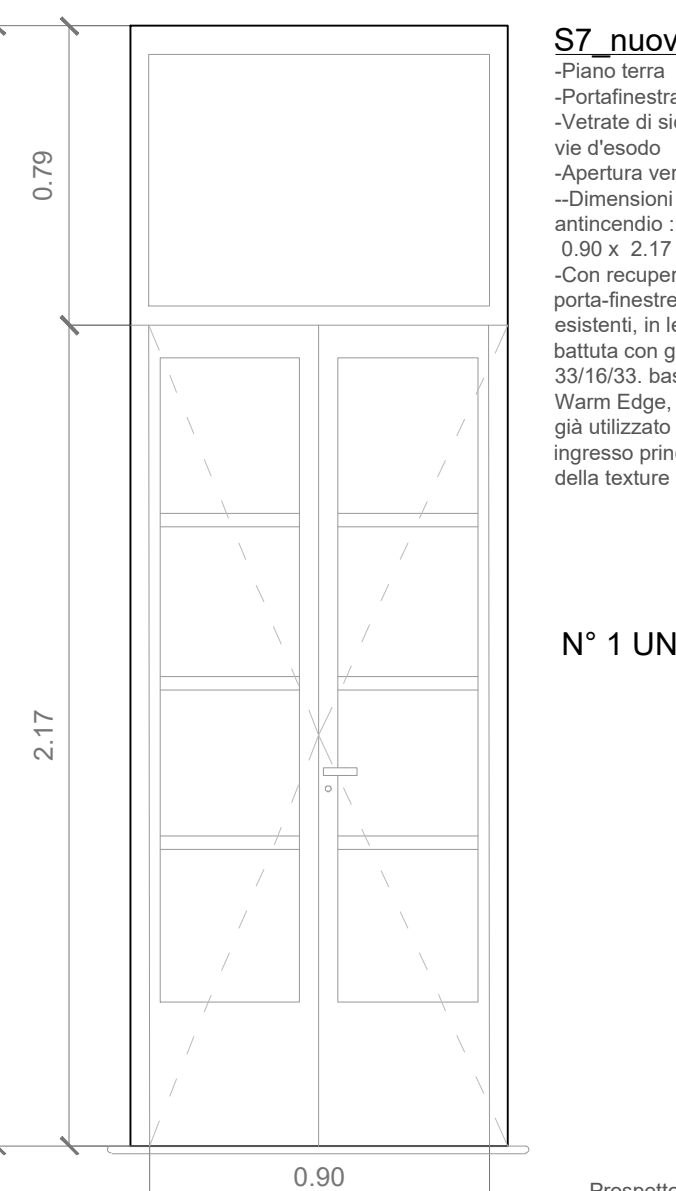 S7_nuov
-Piano terra
-Portafinestra
-Vetrate di si
vie d'esodo
-Apertura ver
--Dimensioni
antincendio :
0.90 x 2.17
-Con recuper
porta-finestre
esistenti, in le
battuta con g
33/16/33. bas
Warm Edge,
già utilizzato
ingresso prin
della texture
N° 1 UN
0.79
2.17
0.90
Prospetto